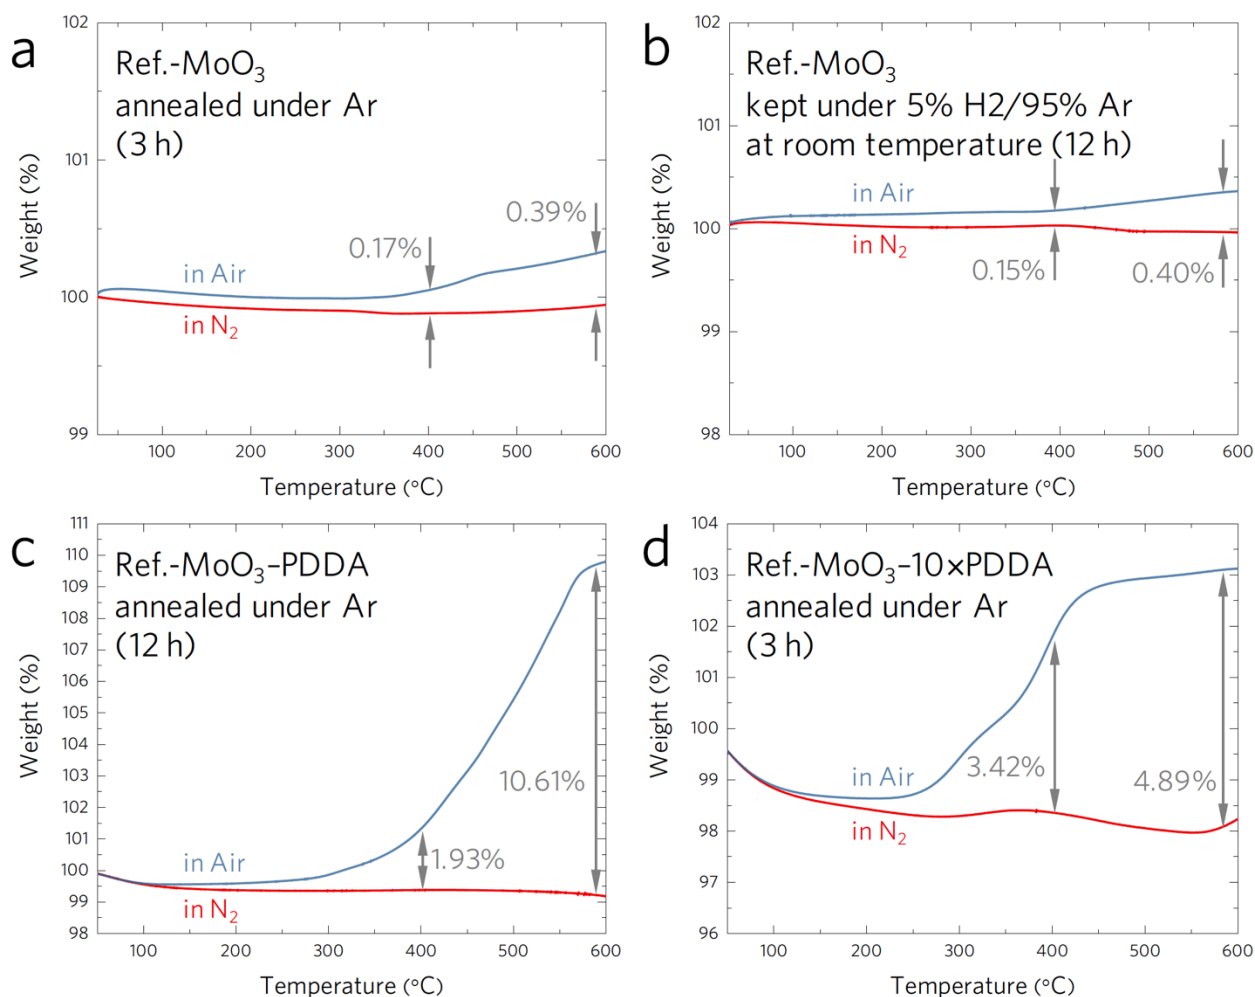 a
Ref.-MoO₃
annealed under Ar
(3 h)
102
101
100
99
Weight (%)
in Air
in N₂
0.17%
0.39%
100
200
300
400
500
600
Temperature (°C)
b
Ref.-MoO₃
kept under 5% H2/95% Ar
at room temperature (12 h)
102
101
100
99
98
Weight (%)
in Air
in N₂
0.15%
0.40%
100
200
300
400
500
600
Temperature (°C)
c
Ref.-MoO₃–PDDA
annealed under Ar
(12 h)
111
110
109
108
107
106
105
104
103
102
101
100
99
98
Weight (%)
10.61%
1.93%
in Air
in N₂
100
200
300
400
500
600
Temperature (°C)
d
Ref.-MoO₃–10×PDDA
annealed under Ar
(3 h)
104
103
102
101
100
99
98
97
96
Weight (%)
in Air
in N₂
3.42%
4.89%
100
200
300
400
500
600
Temperature (°C)